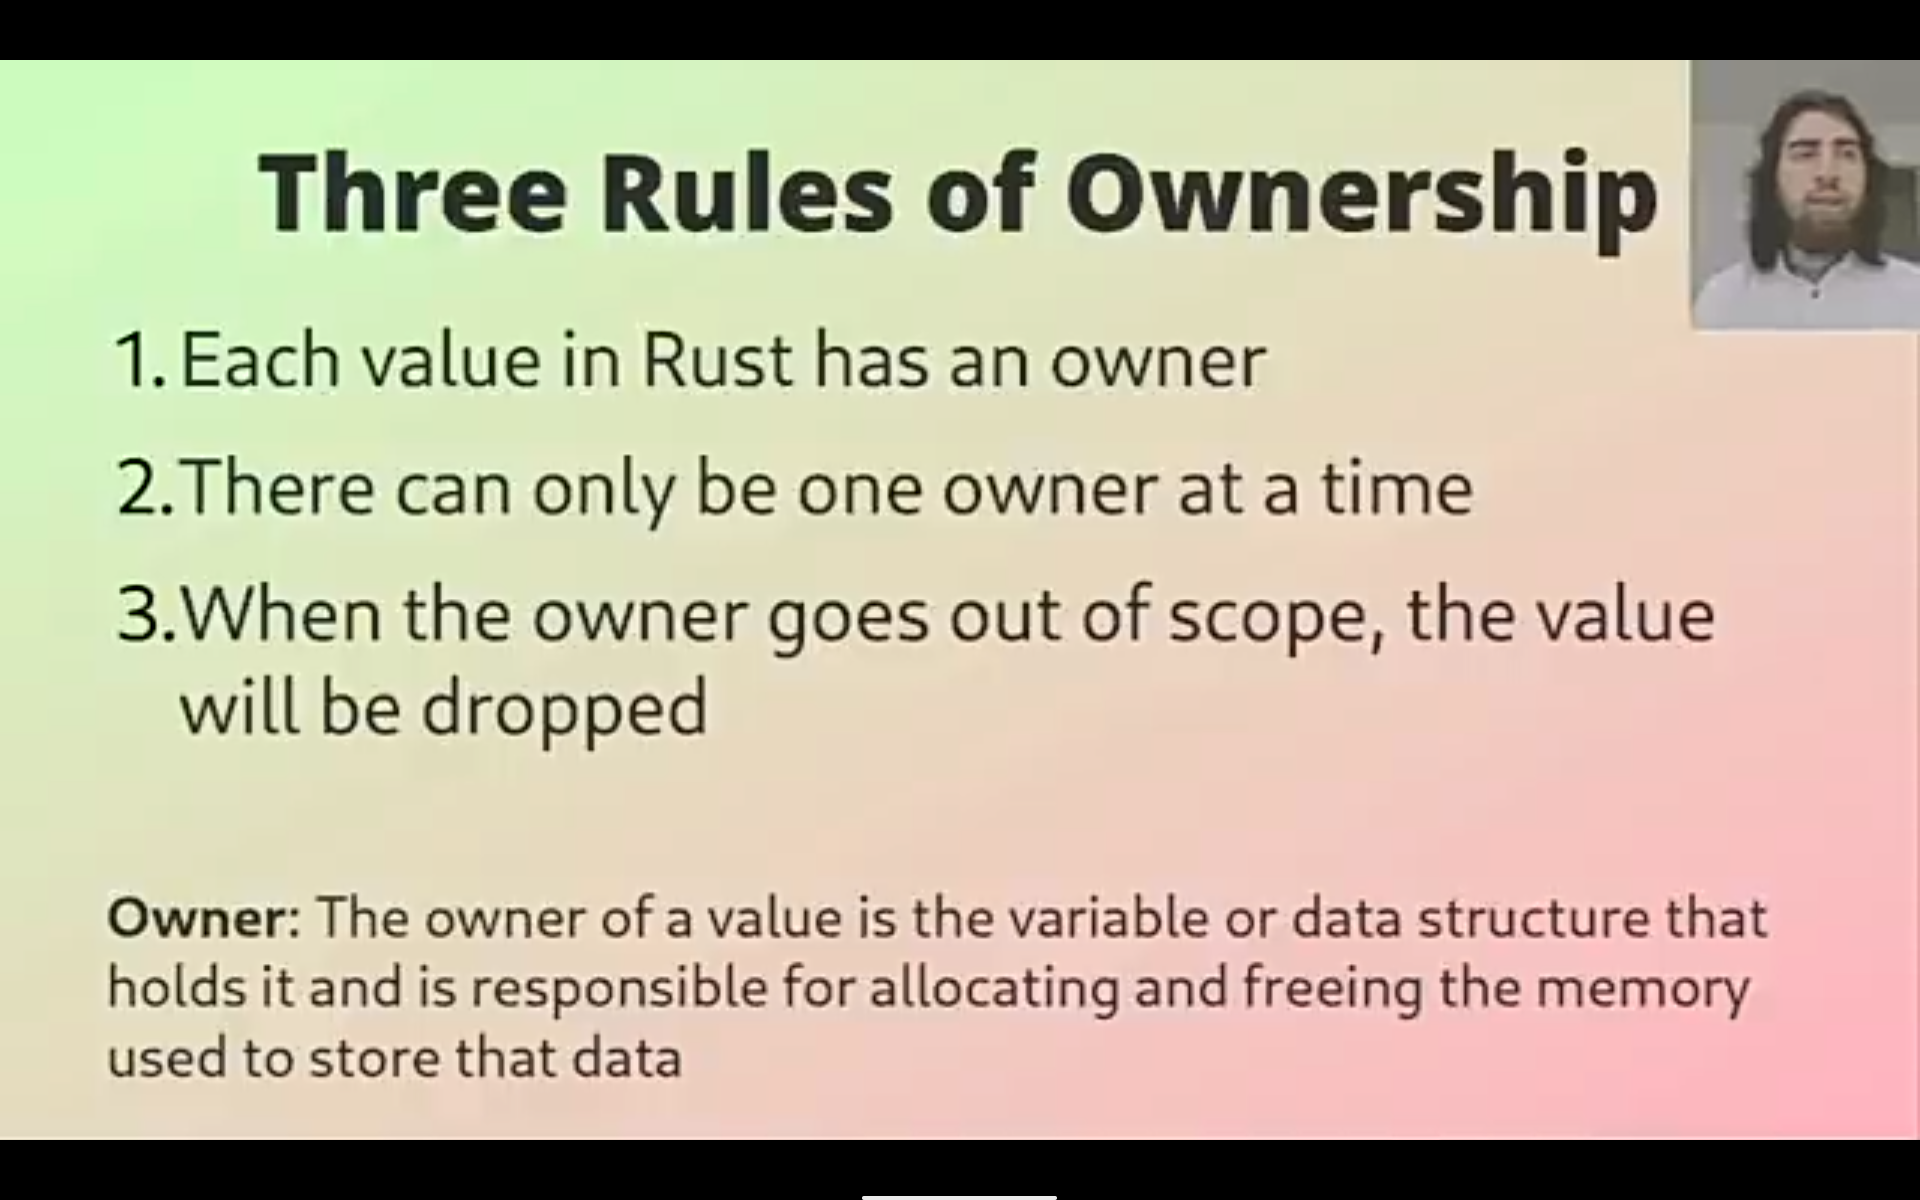 Three Rules of Ownership
1. Each value in Rust has an owner
2. There can only be one owner at a time
3. When the owner goes out of scope, the value
will be dropped
Owner: The owner of a value is the variable or data structure that
holds it and is responsible for allocating and freeing the memory
used to store that data